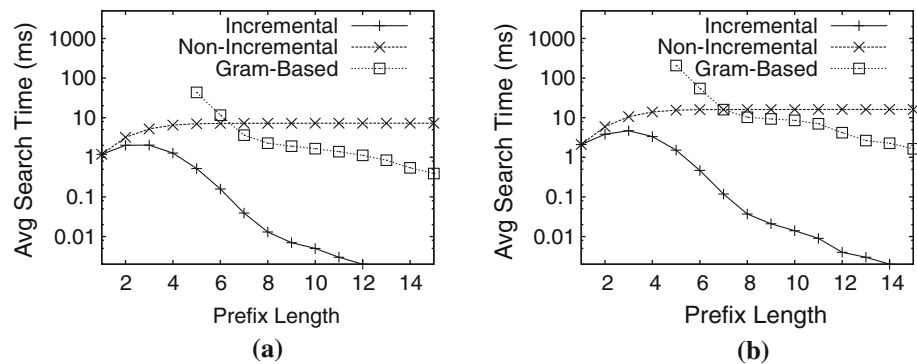 Avg Search Time (ms)
1000
100
10
1
0.1
0.01
Incremental
Non-Incremental
Gram-Based
2 4 6 8 10 12 14
Prefix Length
(a)
Avg Search Time (ms)
1000
100
10
1
0.1
0.01
Incremental
Non-Incremental
Gram-Based
2 4 6 8 10 12 14
Prefix Length
(b)